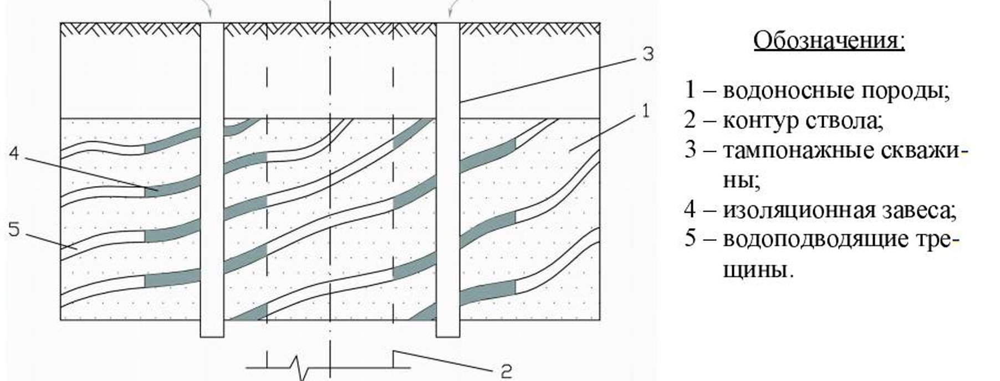 Обозначения:
1 – водоносные породы;
2 – контур ствола;
3 – тампонажные скважи-
ны;
4 – изоляционная завеса;
5 – водоподводящие тре-
щины.
3
1
4
5
2